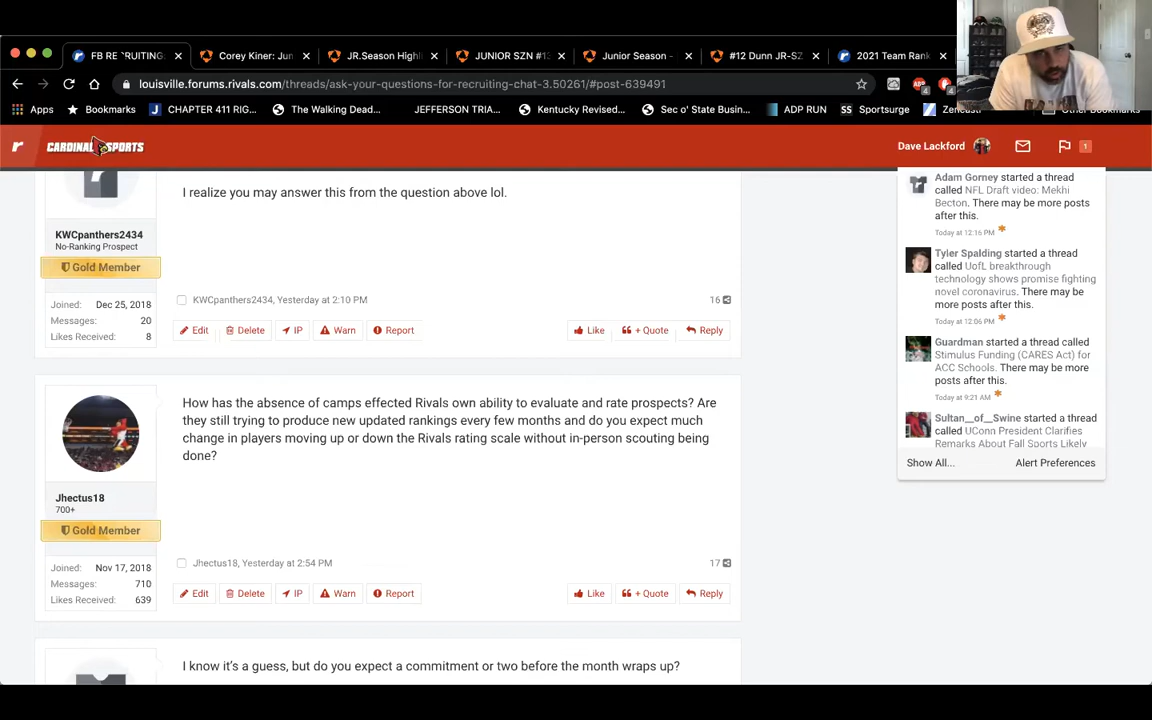 FB RE
Corey Kiner: Jun
JR.Season High
JUNIOR SZN #1
Junior Season -
#12 Dunn JR-SZ
2021 Team Rank
louisville.forums.rivals.com/threads/ask-your-questions-for-recruiting-chat-3.50261/#post-639491
Apps
Bookmarks
CHAPTER 411 RIG...
The Walking Dead...
JEFFERSON TRIA...
Kentucky Revised...
Sec o' State Busin...
ADP RUN
SS Sportsurge
Zencast
Other Bookmarks
CARDINAL SPORTS
Dave Lackford
1
I realize you may answer this from the question above lol.
KWCpanthers2434
No-Ranking Prospect
Gold Member
Joined: Dec 25, 2018
Messages: 20
Likes Received: 8
KWCpanthers2434, Yesterday at 2:10 PM
16
Edit Delete IP Warn Report
Like + Quote Reply
How has the absence of camps effected Rivals own ability to evaluate and rate prospects? Are
they still trying to produce new updated rankings every few months and do you expect much
change in players moving up or down the Rivals rating scale without in-person scouting being
done?
Jhectus18
700+
Gold Member
Joined: Nov 17, 2018
Messages: 710
Likes Received: 639
Jhectus18, Yesterday at 2:54 PM
17
Edit Delete IP Warn Report
Like + Quote Reply
I know it's a guess, but do you expect a commitment or two before the month wraps up?
Adam Gorney started a thread
called NFL Draft video: Mekhi
Becton. There may be more posts
after this.
Today at 12:16 PM
Tyler Spalding started a thread
called UofL breakthrough
technology shows promise fighting
novel coronavirus. There may be
more posts after this.
Today at 12:06 PM
Guardman started a thread called
Stimulus Funding (CARES Act) for
ACC Schools. There may be more
posts after this.
Today at 9:21 AM
Sultan__of__Swine started a thread
called UConn President Clarifies
Remarks About Fall Sports Likely
Show All...
Alert Preferences